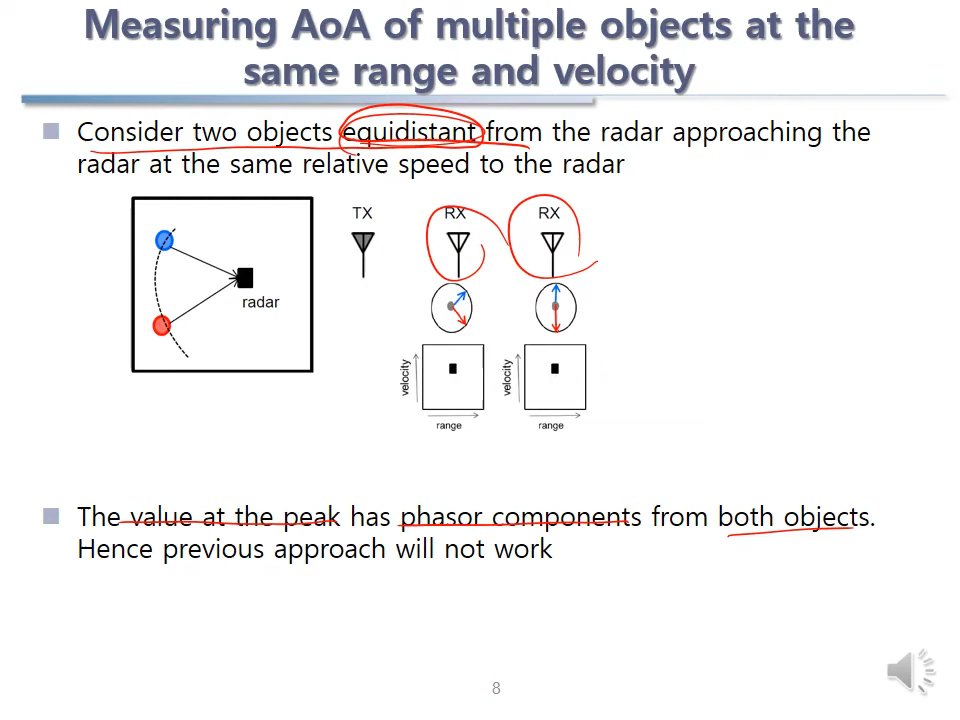 Measuring AoA of multiple objects at the
same range and velocity
Consider two objects equidistant from the radar approaching the
radar at the same relative speed to the radar
TX
RX
RX
radar
velocity
velocity
range
range
The value at the peak has phasor components from both objects.
Hence previous approach will not work
8